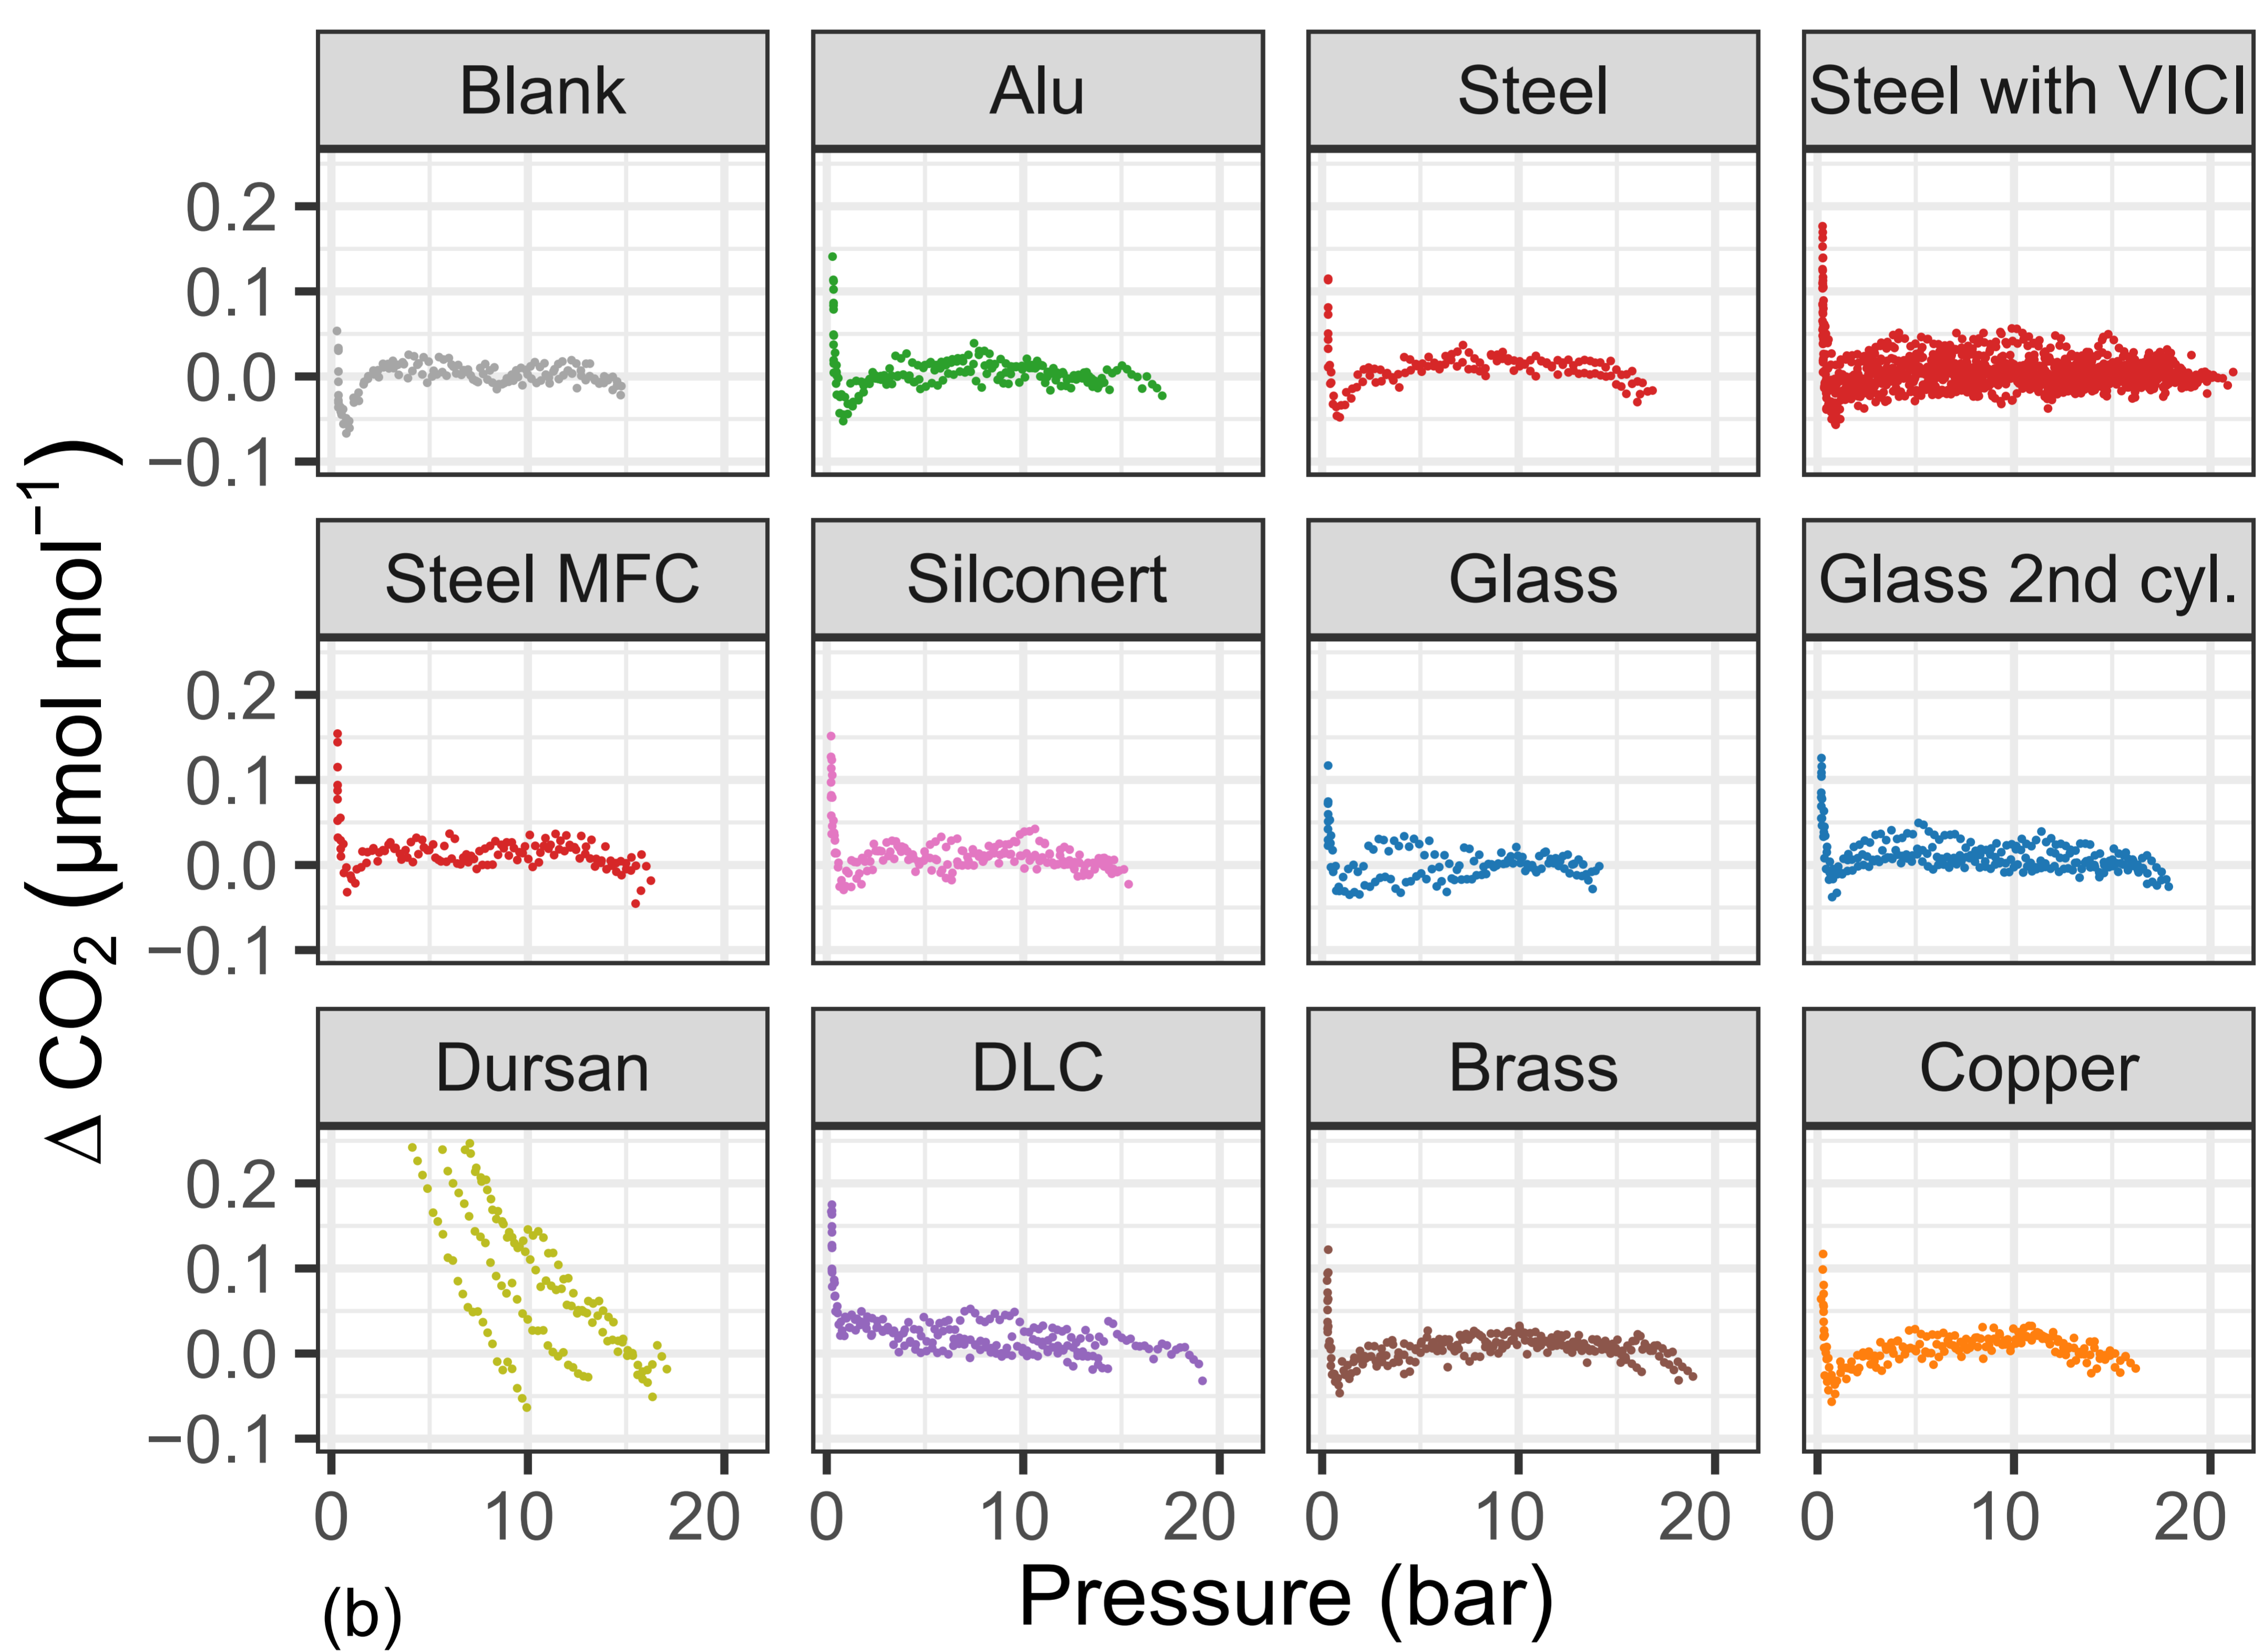 Blank Alu Steel Steel with VICI
0.2
0.1
0.0
−0.1
Steel MFC Silconert Glass Glass 2nd cyl.
0.2
0.1
0.0
−0.1
Δ CO₂ (μmol mol⁻¹)
Dursan DLC Brass Copper
0.2
0.1
0.0
−0.1
0 10 20 0 10 20 0 10 20 0 10 20
Pressure (bar)
(b)